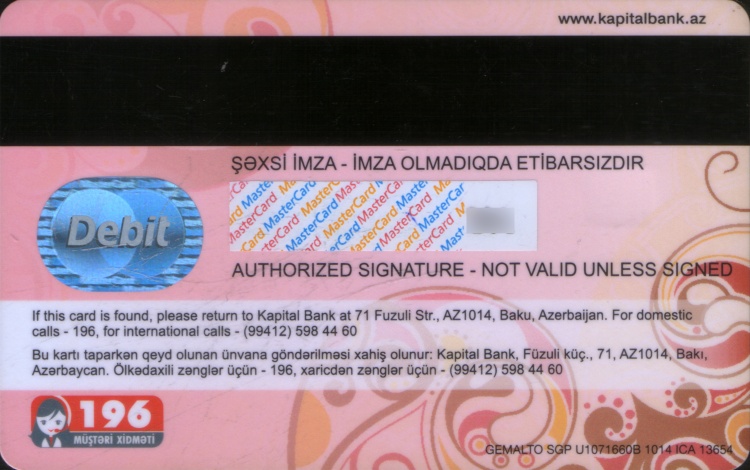 www.kapitalbank.az
ŞƏXSİ İMZA - İMZA OLMADIQDA ETİBARSIZDIR
Debit
AUTHORIZED SIGNATURE - NOT VALID UNLESS SIGNED
If this card is found, please return to Kapital Bank at 71 Fuzuli Str., AZ1014, Baku, Azerbaijan. For domestic
calls - 196, for international calls - (99412) 598 44 60
Bu kartı taparkən qeyd olunan ünvana göndərilməsi xahiş olunur: Kapital Bank, Füzuli küç., 71, AZ1014, Bakı,
Azərbaycan. Ölkədaxili zənglər üçün - 196, xaricdən zənglər üçün - (99412) 598 44 60
196
MÜŞTƏRİ XİDMƏTİ
GEMALTO SGP U1071660B 1014 ICA 13654